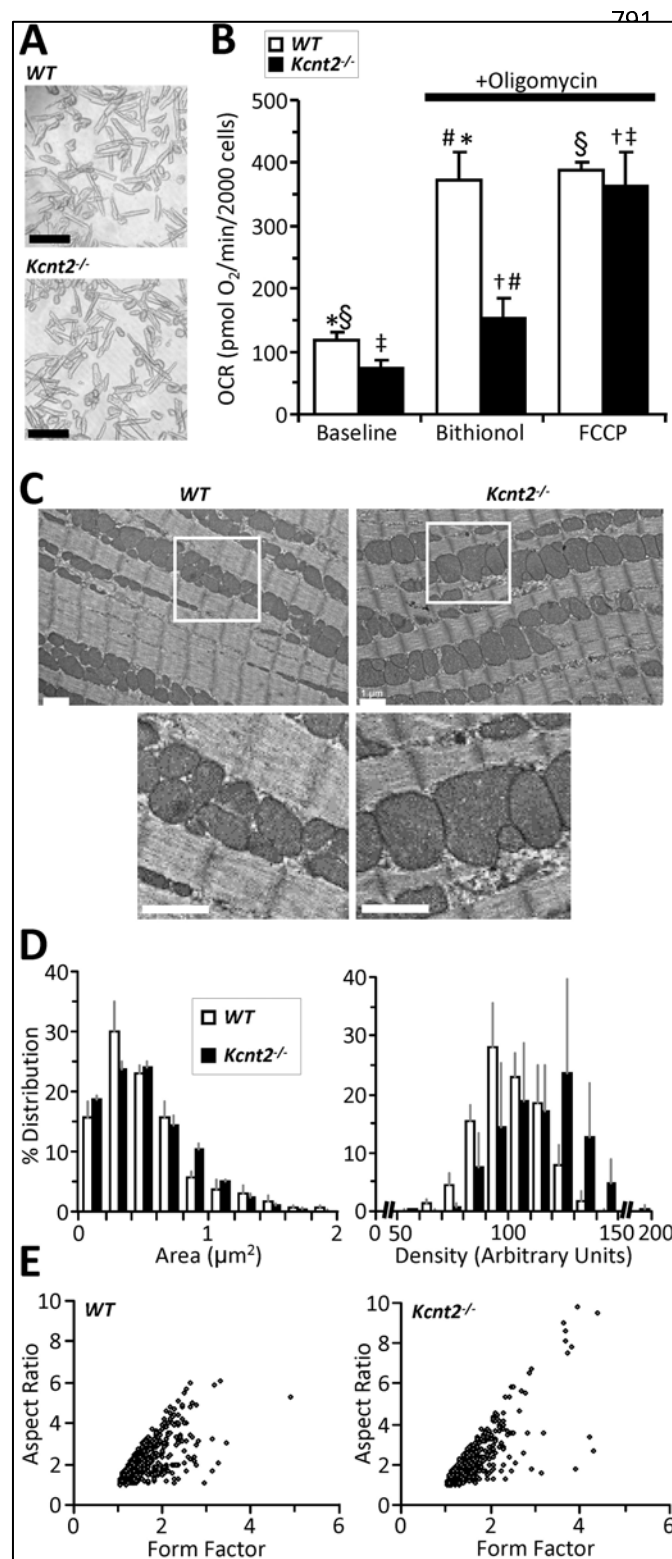 791
A
WT
Kcnt2-/-
B
WT
Kcnt2-/-
+Oligomycin
OCR (pmol O2/min/2000 cells)
500
400
300
200
100
0
*§
‡
#*
†#
§
†‡
Baseline Bithionol FCCP
C
WT Kcnt2-/-
1 µm
D
% Distribution
40
30
20
10
0
WT
Kcnt2-/-
0 1 2
Area (µm2)
40
30
20
10
0
0 50 100 150 200
Density (Arbitrary Units)
E
WT
Aspect Ratio
10
8
6
4
2
0
0 2 4 6
Form Factor
Kcnt2-/-
Aspect Ratio
10
8
6
4
2
0
0 2 4 6
Form Factor